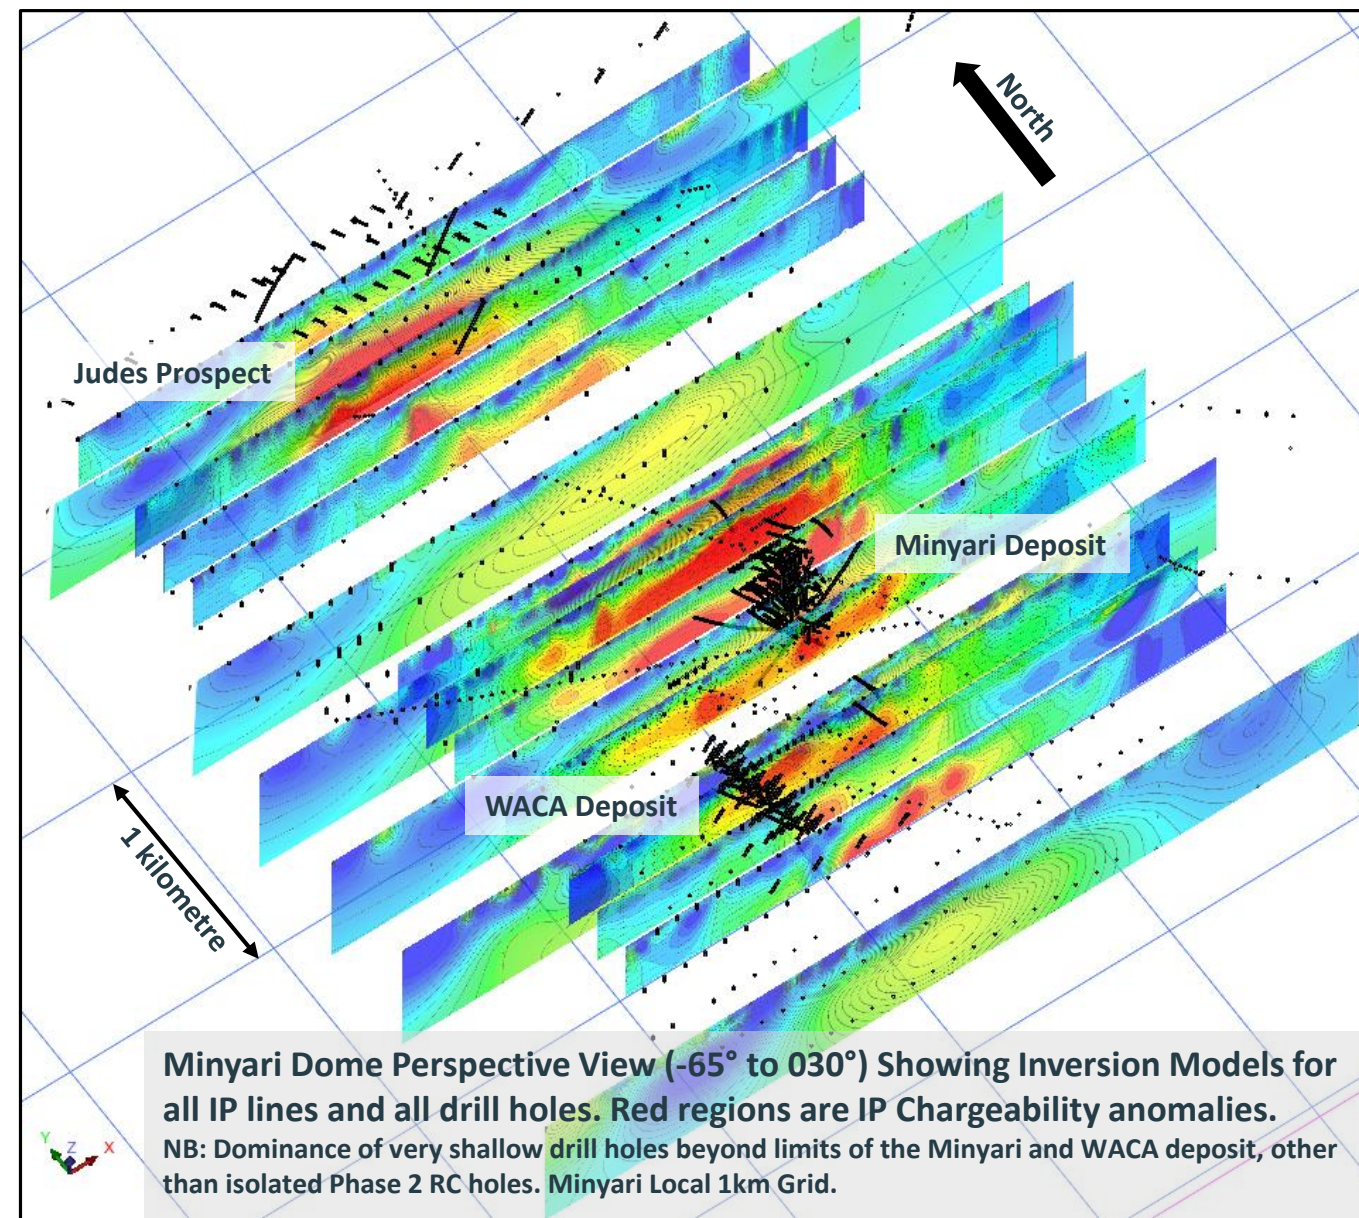 North
Judes Prospect
Minyari Deposit
WACA Deposit
1 kilometre
Minyari Dome Perspective View (-65° to 030°) Showing Inversion Models for
all IP lines and all drill holes. Red regions are IP Chargeability anomalies.
NB: Dominance of very shallow drill holes beyond limits of the Minyari and WACA deposit, other
than isolated Phase 2 RC holes. Minyari Local 1km Grid.
Y
Z
X